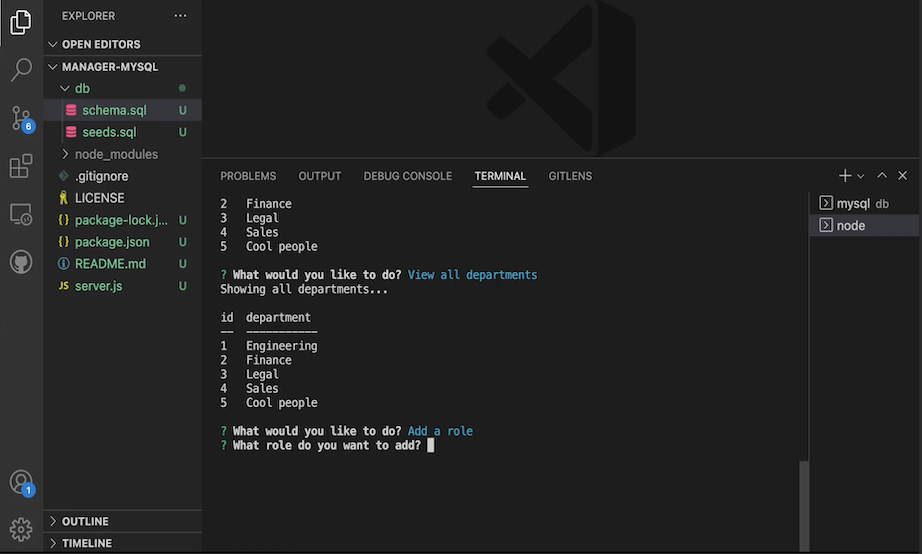 EXPLORER ...
OPEN EDITORS
MANAGER-MYSQL
db
schema.sql U
seeds.sql U
node_modules
.gitignore
LICENSE
{} package-lock.j... U
{} package.json U
README.md U
JS server.js U
OUTLINE
TIMELINE
6
1
PROBLEMS OUTPUT DEBUG CONSOLE TERMINAL GITLENS
2 Finance
3 Legal
4 Sales
5 Cool people
? What would you like to do? View all departments
Showing all departments...
id department
-- -----------
1 Engineering
2 Finance
3 Legal
4 Sales
5 Cool people
? What would you like to do? Add a role
? What role do you want to add?
mysql db
node